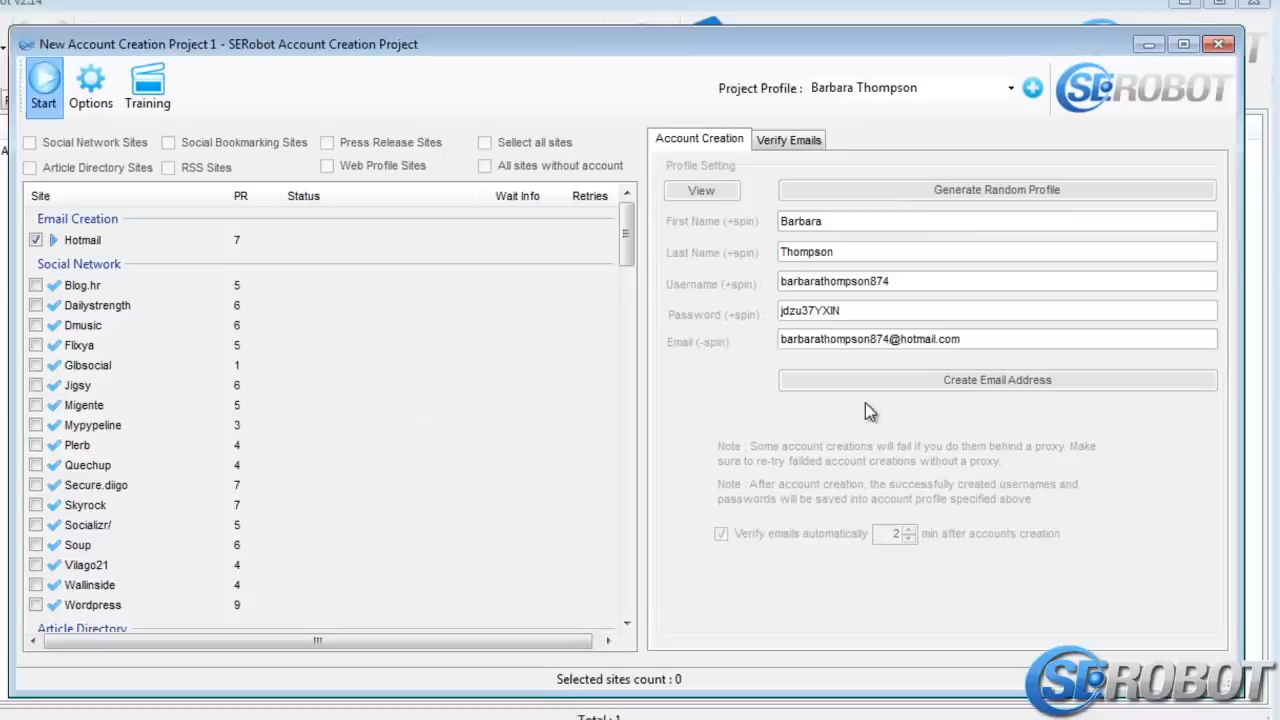 New Account Creation Project 1 - SERobot Account Creation Project
Start
Options
Training
Project Profile : Barbara Thompson
SEROBOT
Social Network Sites
Social Bookmarking Sites
Press Release Sites
Sellect all sites
Article Directory Sites
RSS Sites
Web Profile Sites
All sites without account
Site PR Status Wait Info Retries
Email Creation
Hotmail 7
Social Network
Blog.hr 5
Dailystrength 6
Dmusic 6
Flixya 5
Glbsocial 1
Jigsy 6
Migente 5
Mypypeline 3
Plerb 4
Quechup 4
Secure.diigo 7
Skyrock 7
Socializr/ 5
Soup 6
Vilago21 4
Wallinside 4
Wordpress 9
Article Directory
Account Creation
Verify Emails
Profile Setting
View
Generate Random Profile
First Name (+spin) Barbara
Last Name (+spin) Thompson
Username (+spin) : barbarathompson874
Password (+spin) : jdzu37YXIN
Email (-spin) barbarathompson874@hotmail.com
Create Email Address
Note : Some account creations will fail if you do them behind a proxy. Make
sure to re-try failded account creations without a proxy.
Note : After account creation, the successfully created usernames and
passwords will be saved into account profile specified above.
Verify emails automatically 2 min after accounts creation
Selected sites count : 0
SEROBOT
Total : 1